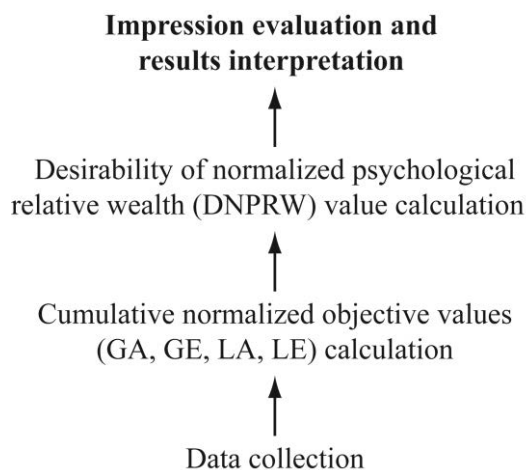 Impression evaluation and
results interpretation
Desirability of normalized psychological
relative wealth (DNPRW) value calculation
Cumulative normalized objective values
(GA, GE, LA, LE) calculation
Data collection